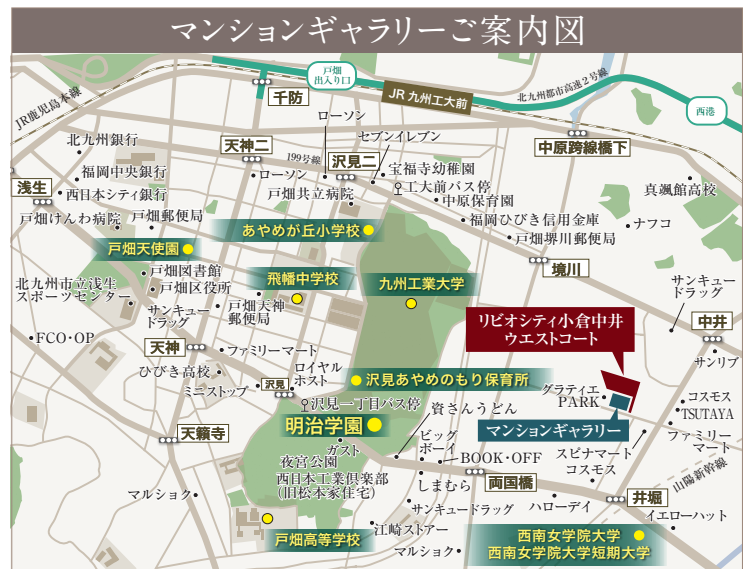 マンションギャラリーご案内図
戸畑
出入り口
JR鹿児島本線
千防
JR 九州工大前
北九州都市高速2号線
西港
ローソン
北九州銀行
天神二
199号線
沢見二
セブンイレブン
中原跨線橋下
福岡中央銀行
浅生
西日本シティ銀行
ローソン
宝福寺幼稚園
工大前バス停
真颯館高校
戸畑共立病院
中原保育園
戸畑けんわ病院
戸畑郵便局
福岡ひびき信用金庫
ナフコ
あやめが丘小学校
戸畑堺川郵便局
戸畑天使園
戸畑図書館
境川
北九州市立浅生
スポーツセンター
戸畑区役所
飛幡中学校
九州工業大学
サンキュー
ドラッグ
サンキュー
ドラッグ
戸畑天神
郵便局
リビオシティ小倉中井
ウエストコート
中井
FCO・OP
天神
ファミリーマート
サンリブ
ひびき高校
ロイヤル
ホスト
沢見あやめのもり保育所
ミニストップ
沢見
グラティエ
PARK
コスモス
沢見一丁目バス停
資さんうどん
TSUTAYA
明治学園
マンションギャラリー
天籟寺
ビッグ
ボーイ
ファミリー
マート
ガスト
夜宮公園
BOOK・OFF
スピナマート
コスモス
西日本工業倶楽部
(旧松本家住宅)
しまむら
両国橋
山陽新幹線
マルショク
サンキュードラッグ
ハローデイ
井堀
イエローハット
江崎ストアー
戸畑高等学校
西南女学院大学
西南女学院大学短期大学
マルショク